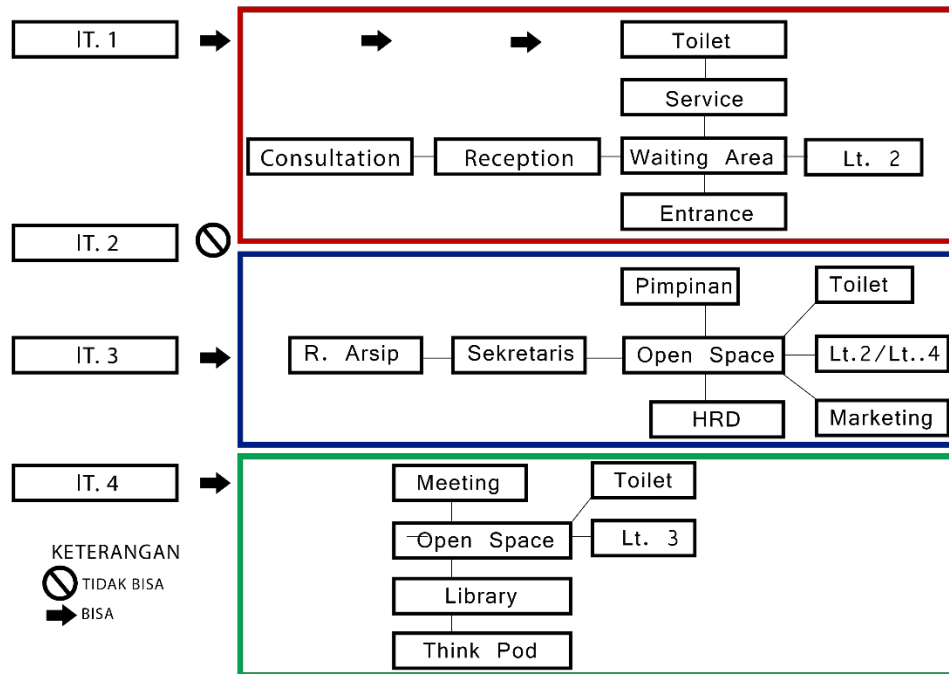 IT. 1
Toilet
Service
Consultation
Reception
Waiting Area
Lt. 2
Entrance
IT. 2
Pimpinan
Toilet
IT. 3
R. Arsip
Sekretaris
Open Space
Lt.2/Lt..4
HRD
Marketing
IT. 4
Meeting
Toilet
Open Space
Lt. 3
Library
Think Pod
KETERANGAN
TIDAK BISA
BISA